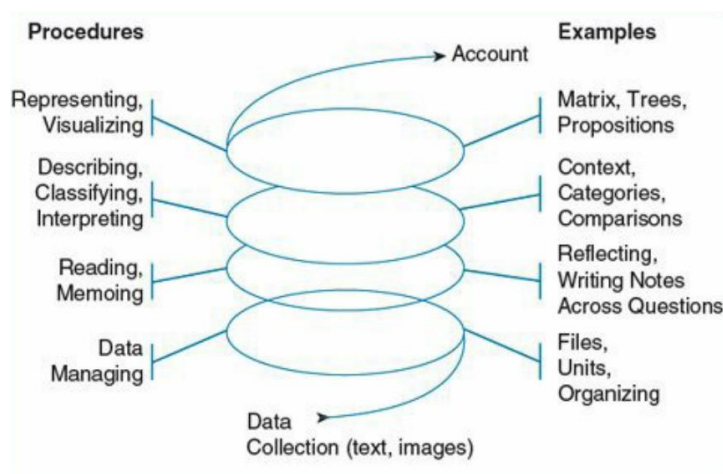 Procedures
Examples
Account
Representing,
Visualizing
Matrix, Trees,
Propositions
Describing,
Classifying,
Interpreting
Context,
Categories,
Comparisons
Reading,
Memoing
Reflecting,
Writing Notes
Across Questions
Data
Managing
Files,
Units,
Organizing
Data
Collection (text, images)